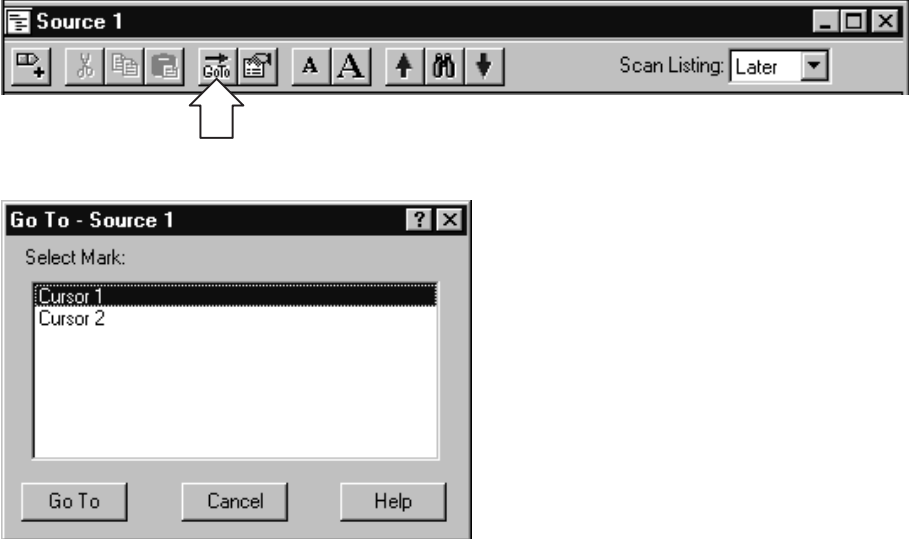 Source 1
GoTo A A Scan Listing: Later
Go To - Source 1
Select Mark:
Cursor 1
Cursor 2
Go To Cancel Help